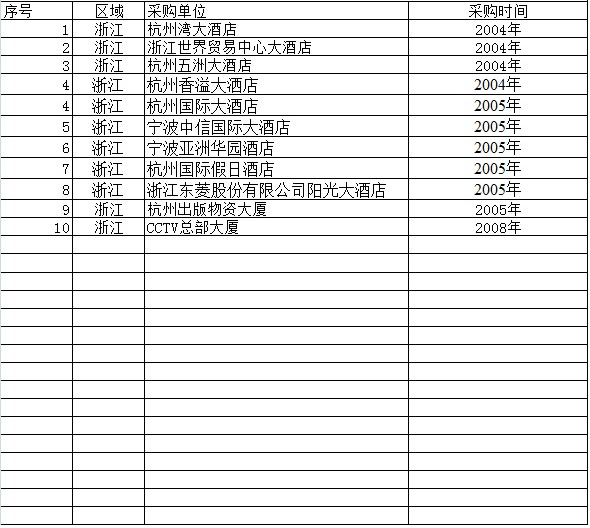 序号 区域 采购单位 采购时间
1 浙江 杭州湾大酒店 2004年
2 浙江 浙江世界贸易中心大酒店 2004年
3 浙江 杭州五洲大酒店 2004年
4 浙江 杭州香溢大酒店 2004年
4 浙江 杭州国际大酒店 2005年
5 浙江 宁波中信国际大酒店 2005年
6 浙江 宁波亚洲华园酒店 2005年
7 浙江 杭州国际假日酒店 2005年
8 浙江 浙江东菱股份有限公司阳光大酒店 2005年
9 浙江 杭州出版物资大厦 2005年
10 浙江 CCTV总部大厦 2008年